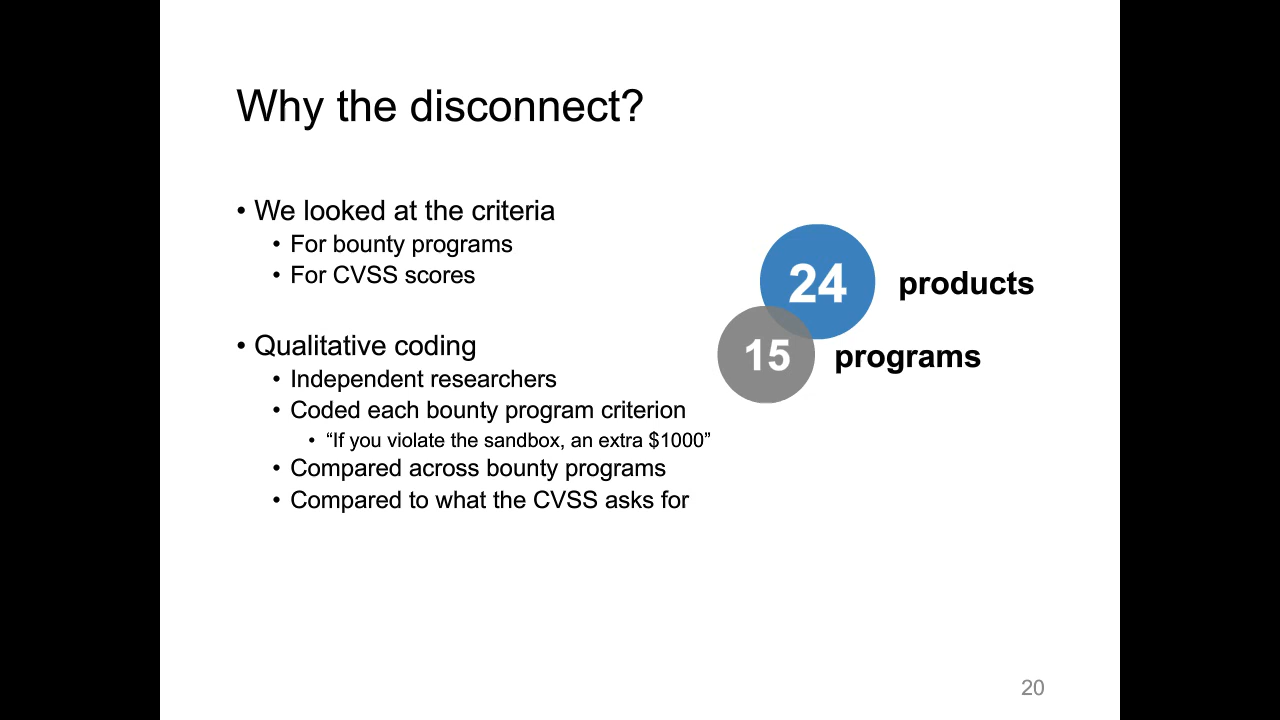 Why the disconnect?
• We looked at the criteria
• For bounty programs
• For CVSS scores
• Qualitative coding
• Independent researchers
• Coded each bounty program criterion
• “If you violate the sandbox, an extra $1000”
• Compared across bounty programs
• Compared to what the CVSS asks for
24 products
15 programs
20